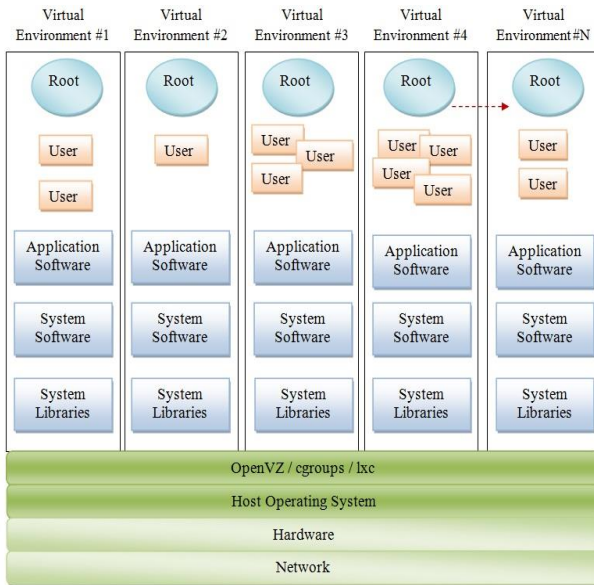 Virtual
Environment #1
Virtual
Environment #2
Virtual
Environment #3
Virtual
Environment #4
Virtual
Environment#N
Root
Root
Root
Root
Root
User
User
User
User
User
User
User
User
User
User
User
User
Application
Software
Application
Software
Application
Software
Application
Software
Application
Software
System
Software
System
Software
System
Software
System
Software
System
Software
System
Libraries
System
Libraries
System
Libraries
System
Libraries
System
Libraries
OpenVZ / cgroups / lxc
Host Operating System
Hardware
Network